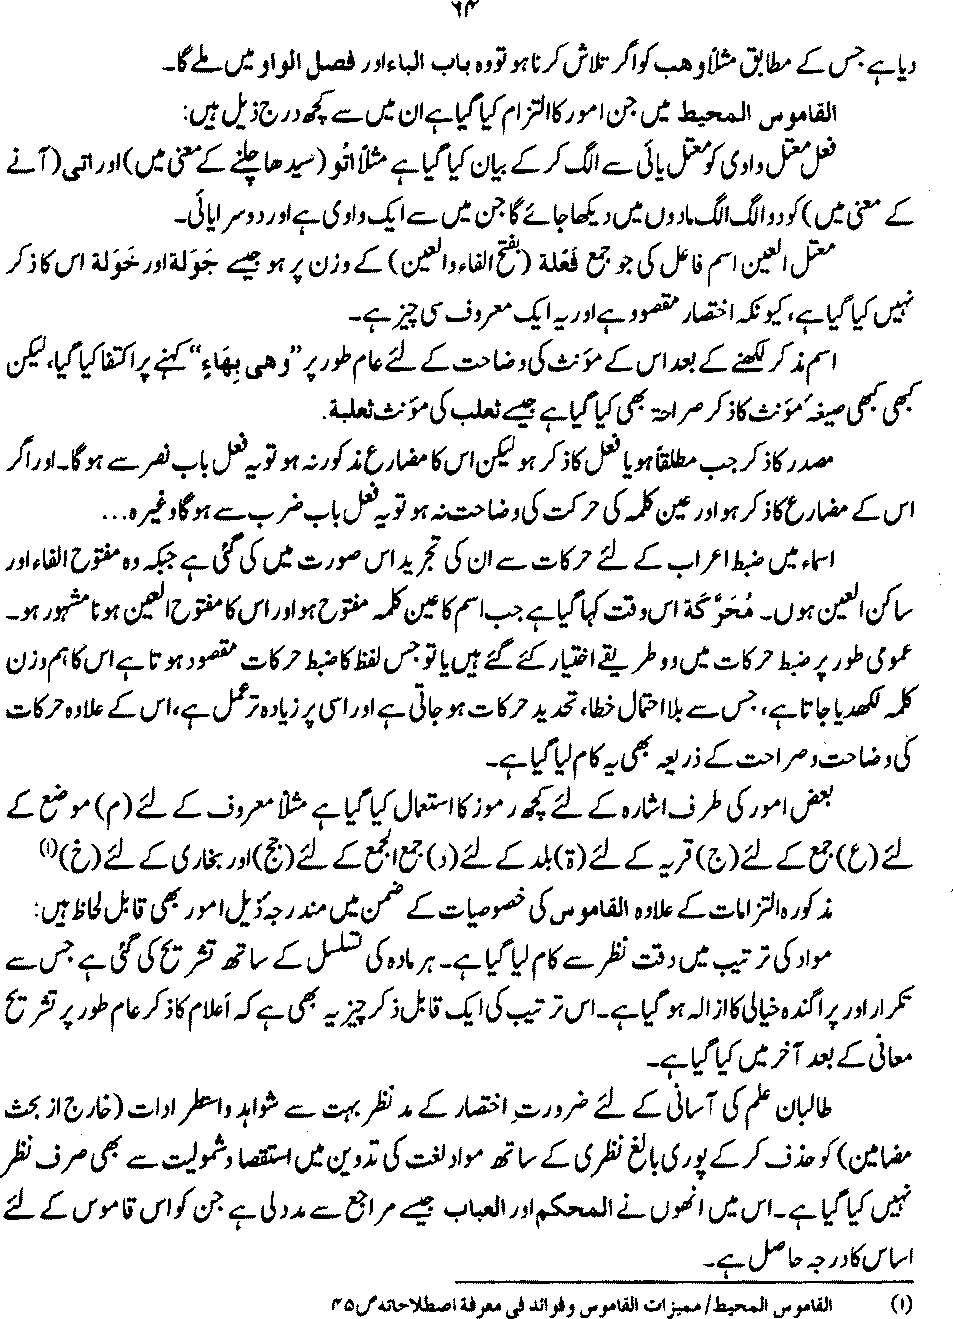 ۶۴
دیا ہے جس کے مطابق مثلاً وھب کو اگر تلاش کرنا ہو تو وہ باب الباء اور فصل الواو میں ملے گا۔
القاموس المحیط میں جن امور کا التزام کیا گیا ہے ان میں سے کچھ درج ذیل ہیں:
فعل معتل وادی کو معتل یائی سے الگ کر کے بیان کیا گیا ہے مثلاً اتُو (سیدھا چلنے کے معنی میں) اور اتی (آنے
کے معنی میں) کو دو الگ الگ مادوں میں دیکھا جائے گا جن میں سے ایک وادی ہے اور دوسرا یائی۔
معتل العین اسم فاعل کی جو جمع فَعَلة (بفتح الفاء والعین) کے وزن پر ہو جیسے جَوَلة اور خَوَلة اس کا ذکر
نہیں کیا گیا ہے، کیونکہ اختصار مقصود ہے اور یہ ایک معروف سی چیز ہے۔
اسم مذکر لکھنے کے بعد اس کے مؤنث کی وضاحت کے لئے عام طور پر ”وھی بِھَاءٍ“ کہنے پر اکتفا کیا گیا، لیکن
کبھی کبھی صیغۂ مؤنث کا ذکر صراحۃ بھی کیا گیا ہے جیسے ثعلب کی مؤنث ثعلبة.
مصدر کا ذکر جب مطلقاً ہو یا فعل کا ذکر ہو لیکن اس کا مضارع مذکور نہ ہو تو یہ فعل باب نصر سے ہوگا۔ اور اگر
اس کے مضارع کا ذکر ہو اور عین کلمہ کی حرکت کی وضاحت نہ ہو تو یہ فعل باب ضرب سے ہوگا وغیرہ...
اسماء میں ضبط اعراب کے لئے حرکات سے ان کی تجرید اس صورت میں کی گئی ہے جبکہ وہ مفتوح الفاء اور
ساکن العین ہوں۔ مُحَرَّكَة اس وقت کہا گیا ہے جب اسم کا عین کلمہ مفتوح ہو اور اس کا مفتوح العین ہونا مشہور ہو۔
عمومی طور پر ضبط حرکات میں دو طریقے اختیار کئے گئے ہیں یا تو جس لفظ کا ضبط حرکات مقصود ہوتا ہے اس کا ہم وزن
کلمہ لکھدیا جاتا ہے، جس سے بلا احتمال خطا، تحدید حرکات ہو جاتی ہے اور اسی پر زیادہ تر عمل ہے، اس کے علاوہ حرکات
کی وضاحت و صراحت کے ذریعہ بھی یہ کام لیا گیا ہے۔
بعض امور کی طرف اشارہ کے لئے کچھ رموز کا استعمال کیا گیا ہے مثلاً معروف کے لئے (م) موضع کے
لئے (ع) جمع کے لئے (ج) قریہ کے لئے (ة) بلد کے لئے (د) جمع الجمع کے لئے (جج) اور بخاری کے لئے (خ)(۱)
مذکورہ التزامات کے علاوہ القاموس کی خصوصیات کے ضمن میں مندرجہ ذیل امور بھی قابل لحاظ ہیں:
مواد کی ترتیب میں دقت نظر سے کام لیا گیا ہے۔ ہر مادہ کی تسلسل کے ساتھ تشریح کی گئی ہے جس سے
تکرار اور پراگندہ خیالی کا ازالہ ہو گیا ہے۔ اس ترتیب کی ایک قابل ذکر چیز یہ بھی ہے کہ أعلام کا ذکر عام طور پر تشریح
معانی کے بعد آخر میں کیا گیا ہے۔
طالبان علم کی آسانی کے لئے ضرورتِ اختصار کے مد نظر بہت سے شواہد واستطرادات (خارج از بحث
مضامین) کو حذف کر کے پوری بالغ نظری کے ساتھ مواد لغت کی تدوین میں استقصاء و شمولیت سے بھی صرف نظر
نہیں کیا گیا ہے۔ اس میں انھوں نے المحکم اور العباب جیسے مراجع سے مدد لی ہے جن کو اس قاموس کے لئے
اساس کا درجہ حاصل ہے۔
(۱) القاموس المحیط/ ممیزات القاموس وفوائد فی معرفة اصطلاحاته ص ۴۵